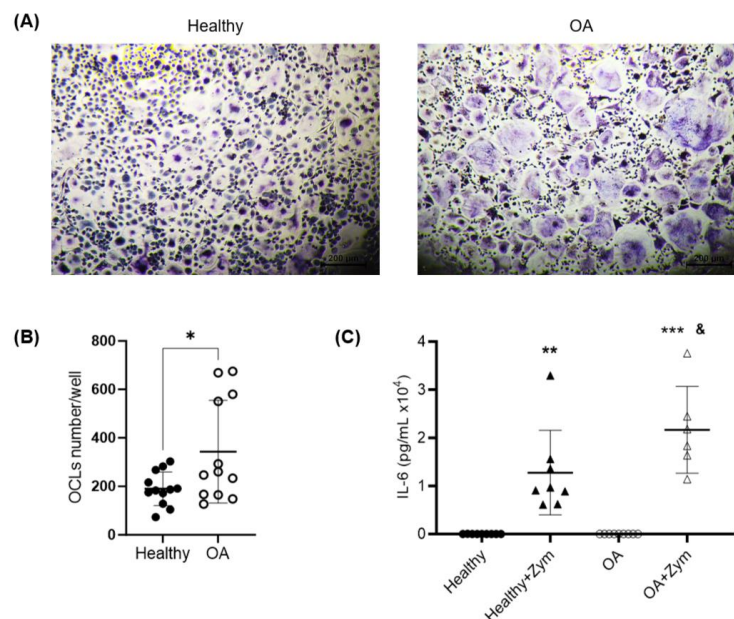 (A)
Healthy
OA
200 µm
200 µm
(B)
*
OCLs number/well
800
600
400
200
0
Healthy
OA
(C)
**
*** &
IL-6 (pg/mL x10⁴)
4
3
2
1
0
Healthy
Healthy+Zym
OA
OA+Zym